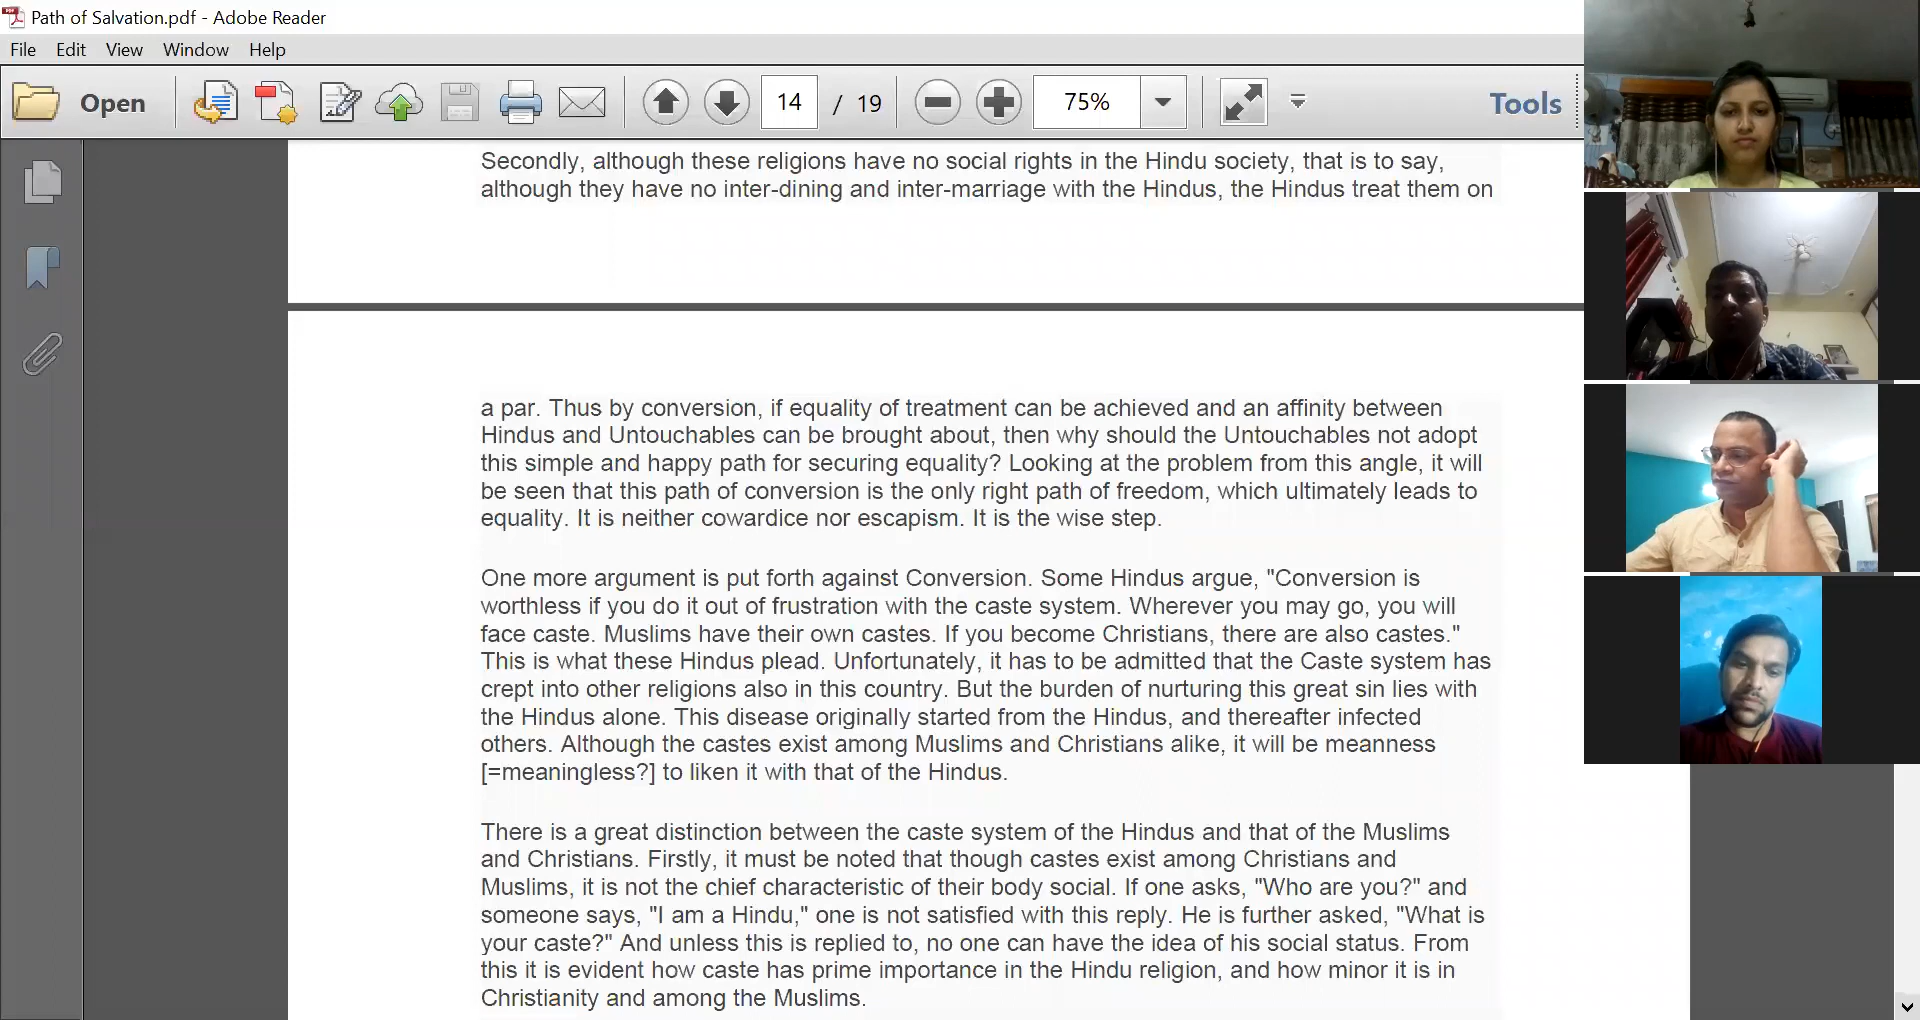 Path of Salvation.pdf - Adobe Reader
File Edit View Window Help
Open 14 / 19 75% Tools
Secondly, although these religions have no social rights in the Hindu society, that is to say,
although they have no inter-dining and inter-marriage with the Hindus, the Hindus treat them on
a par. Thus by conversion, if equality of treatment can be achieved and an affinity between
Hindus and Untouchables can be brought about, then why should the Untouchables not adopt
this simple and happy path for securing equality? Looking at the problem from this angle, it will
be seen that this path of conversion is the only right path of freedom, which ultimately leads to
equality. It is neither cowardice nor escapism. It is the wise step.
One more argument is put forth against Conversion. Some Hindus argue, "Conversion is
worthless if you do it out of frustration with the caste system. Wherever you may go, you will
face caste. Muslims have their own castes. If you become Christians, there are also castes."
This is what these Hindus plead. Unfortunately, it has to be admitted that the Caste system has
crept into other religions also in this country. But the burden of nurturing this great sin lies with
the Hindus alone. This disease originally started from the Hindus, and thereafter infected
others. Although the castes exist among Muslims and Christians alike, it will be meanness
[=meaningless?] to liken it with that of the Hindus.
There is a great distinction between the caste system of the Hindus and that of the Muslims
and Christians. Firstly, it must be noted that though castes exist among Christians and
Muslims, it is not the chief characteristic of their body social. If one asks, "Who are you?" and
someone says, "I am a Hindu," one is not satisfied with this reply. He is further asked, "What is
your caste?" And unless this is replied to, no one can have the idea of his social status. From
this it is evident how caste has prime importance in the Hindu religion, and how minor it is in
Christianity and among the Muslims.